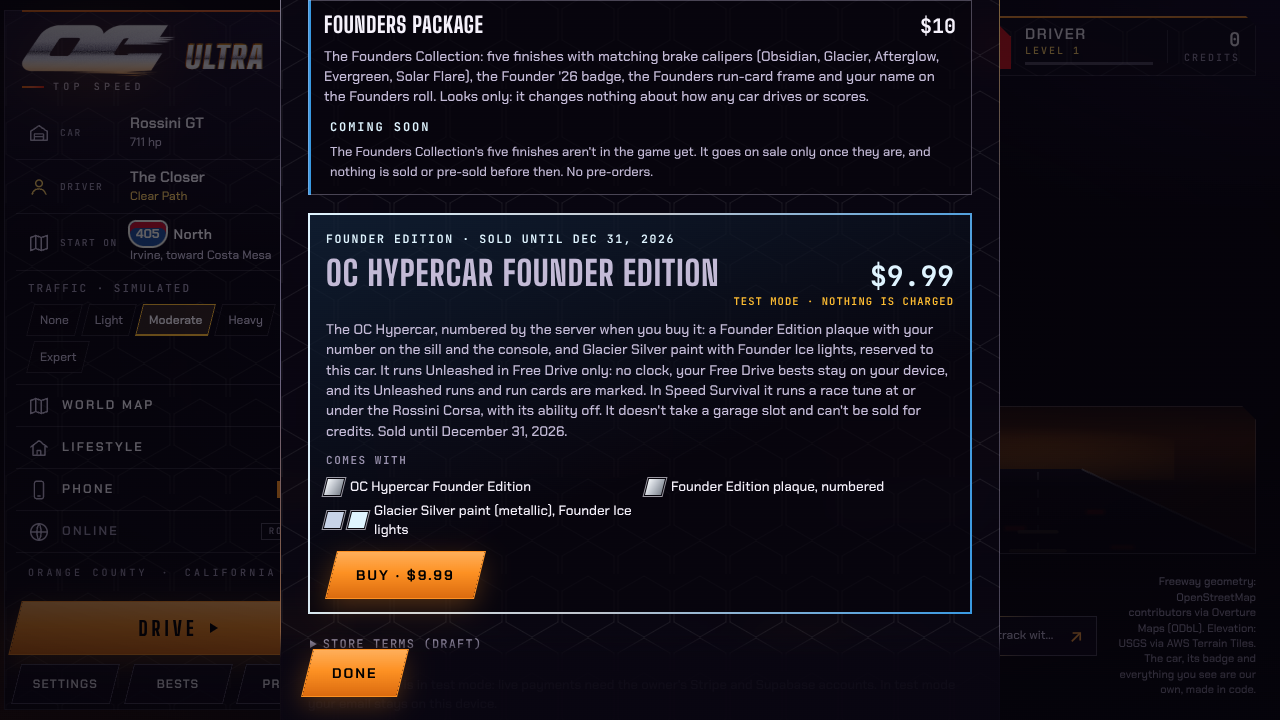 OC ULTRA
TOP SPEED
CAR
Rossini GT
711 hp
DRIVER
The Closer
Clear Path
START ON
405 North
Irvine, toward Costa Mesa
TRAFFIC · SIMULATED
None Light Moderate Heavy
Expert
WORLD MAP
LIFESTYLE
PHONE
ONLINE
ORANGE COUNTY · CALIFORNIA
DRIVE
SETTINGS BESTS PR
FOUNDERS PACKAGE $10
The Founders Collection: five finishes with matching brake calipers (Obsidian, Glacier, Afterglow,
Evergreen, Solar Flare), the Founder '26 badge, the Founders run-card frame and your name on
the Founders roll. Looks only: it changes nothing about how any car drives or scores.
COMING SOON
The Founders Collection's five finishes aren't in the game yet. It goes on sale only once they are, and
nothing is sold or pre-sold before then. No pre-orders.
FOUNDER EDITION · SOLD UNTIL DEC 31, 2026
OC HYPERCAR FOUNDER EDITION $9.99
TEST MODE · NOTHING IS CHARGED
The OC Hypercar, numbered by the server when you buy it: a Founder Edition plaque with your
number on the sill and the console, and Glacier Silver paint with Founder Ice lights, reserved to
this car. It runs Unleashed in Free Drive only: no clock, your Free Drive bests stay on your device,
and its Unleashed runs and run cards are marked. In Speed Survival it runs a race tune at or
under the Rossini Corsa, with its ability off. It doesn't take a garage slot and can't be sold for
credits. Sold until December 31, 2026.
COMES WITH
OC Hypercar Founder Edition
Founder Edition plaque, numbered
Glacier Silver paint (metallic), Founder Ice
lights
BUY · $9.99
STORE TERMS (DRAFT)
DONE
DRIVER
LEVEL 1
0
CREDITS
track wit...
Freeway geometry:
OpenStreetMap
contributors via Overture
Maps (ODbL). Elevation:
USGS via AWS Terrain Tiles.
The car, its badge and
everything you see are our
own, made in code.